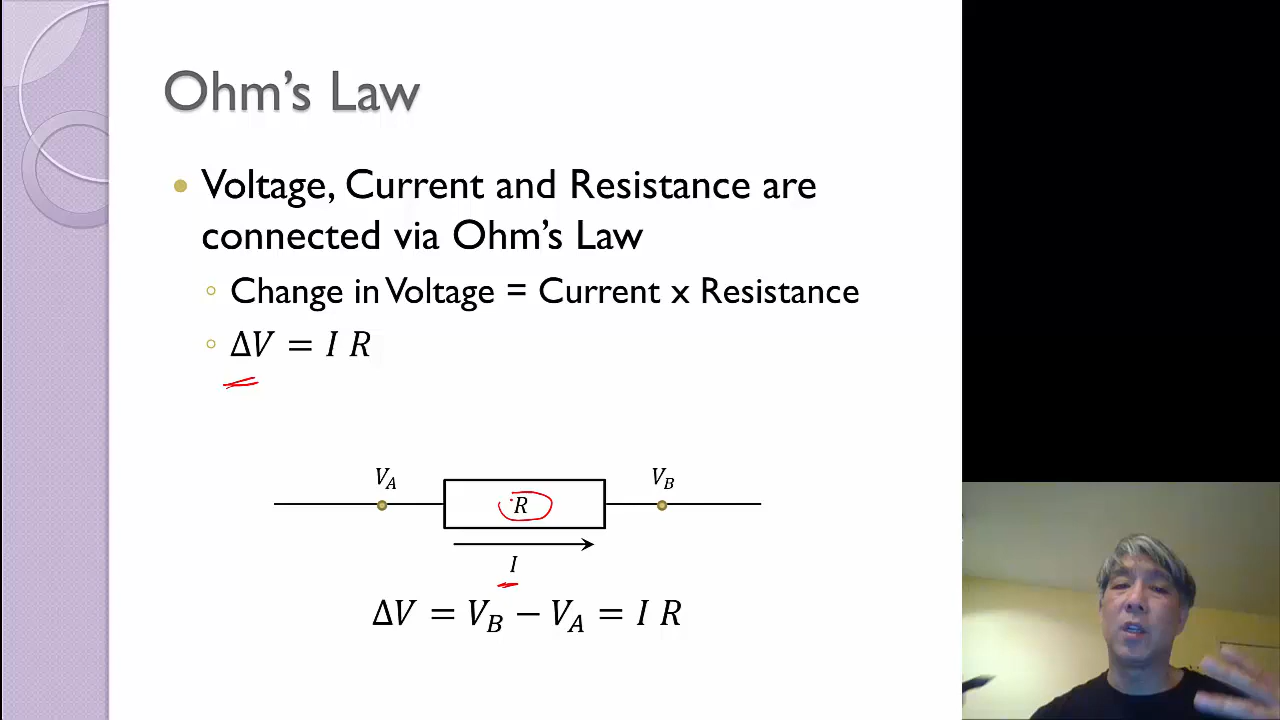 Ohm's Law
Voltage, Current and Resistance are
connected via Ohm's Law
Change in Voltage = Current x Resistance
ΔV = I R
V_A
R
V_B
I
ΔV = V_B − V_A = I R